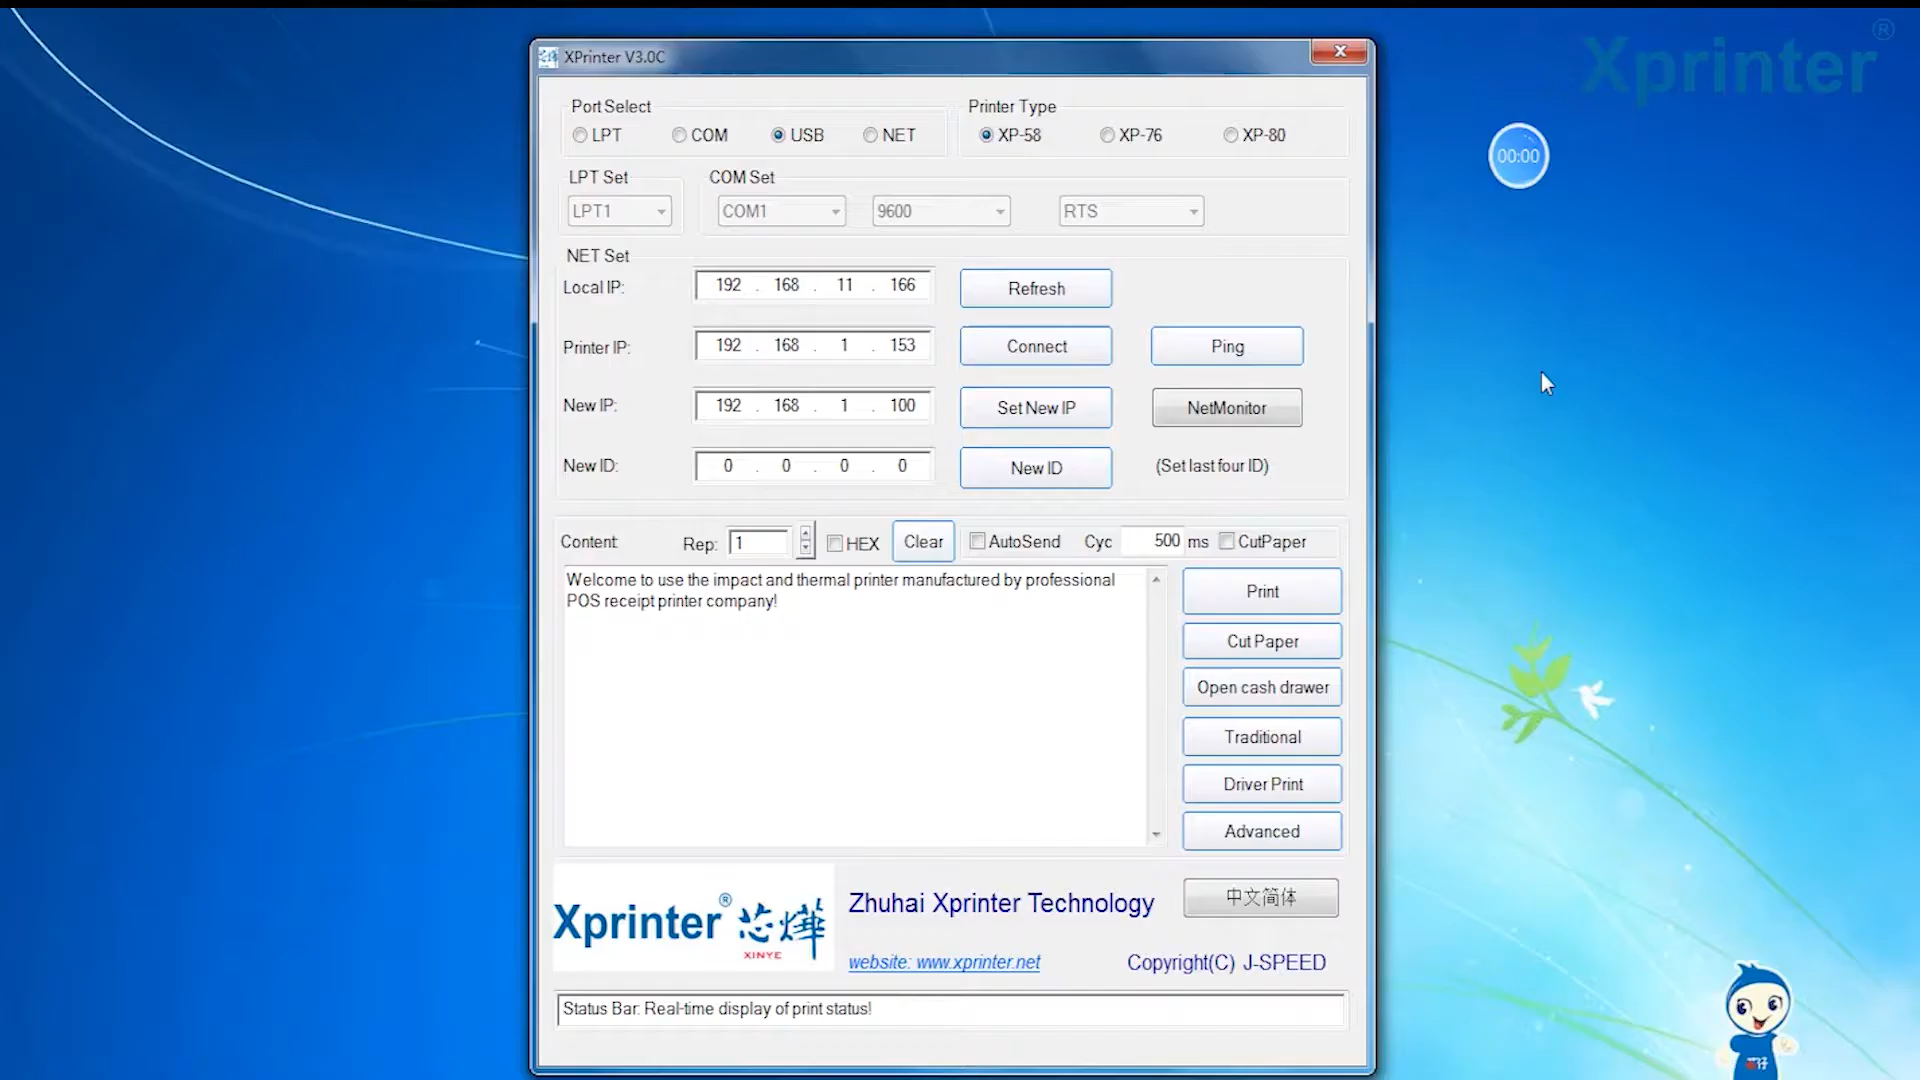 Xprinter®
XPrinter V3.0C
Port Select
LPT COM USB NET
Printer Type
XP-58 XP-76 XP-80
00:00
LPT Set
LPT1
COM Set
COM1 9600 RTS
NET Set
Local IP: 192 . 168 . 11 . 166 Refresh
Printer IP: 192 . 168 . 1 . 153 Connect Ping
New IP: 192 . 168 . 1 . 100 Set New IP NetMonitor
New ID: 0 . 0 . 0 . 0 New ID (Set last four ID)
Content: Rep: 1 HEX Clear AutoSend Cyc 500 ms CutPaper
Welcome to use the impact and thermal printer manufactured by professional
POS receipt printer company!
Print
Cut Paper
Open cash drawer
Traditional
Driver Print
Advanced
Xprinter® 芯烨
XINYE
Zhuhai Xprinter Technology
中文简体
website: www.xprinter.net
Copyright(C) J-SPEED
Status Bar: Real-time display of print status!